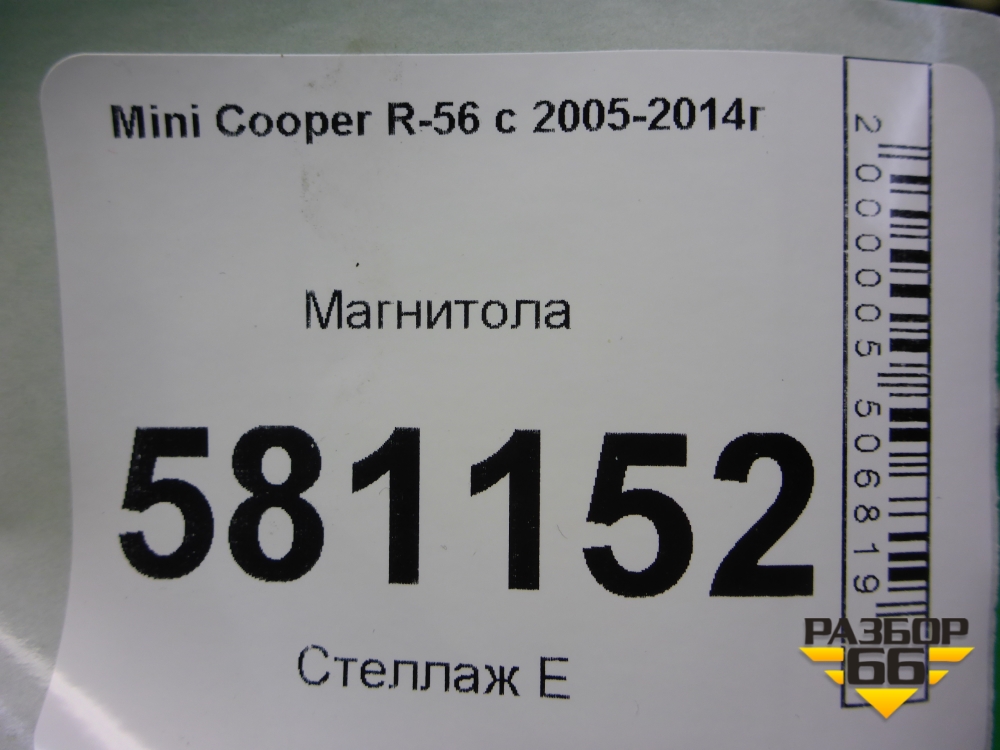 Mini Cooper R-56 с 2005-2014г
Магнитола
581152
Стеллаж Е
2000005506819
РАЗБОР
66